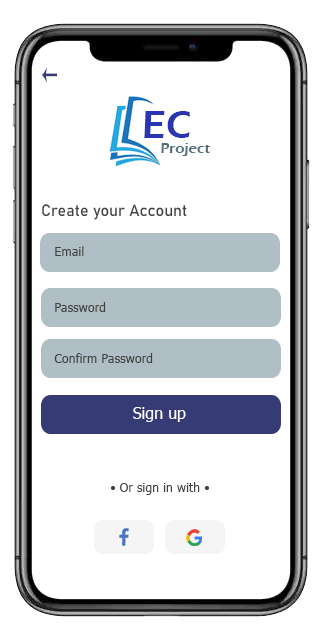 EC
Project
Create your Account
Email
Password
Confirm Password
Sign up
• Or sign in with •
f
G